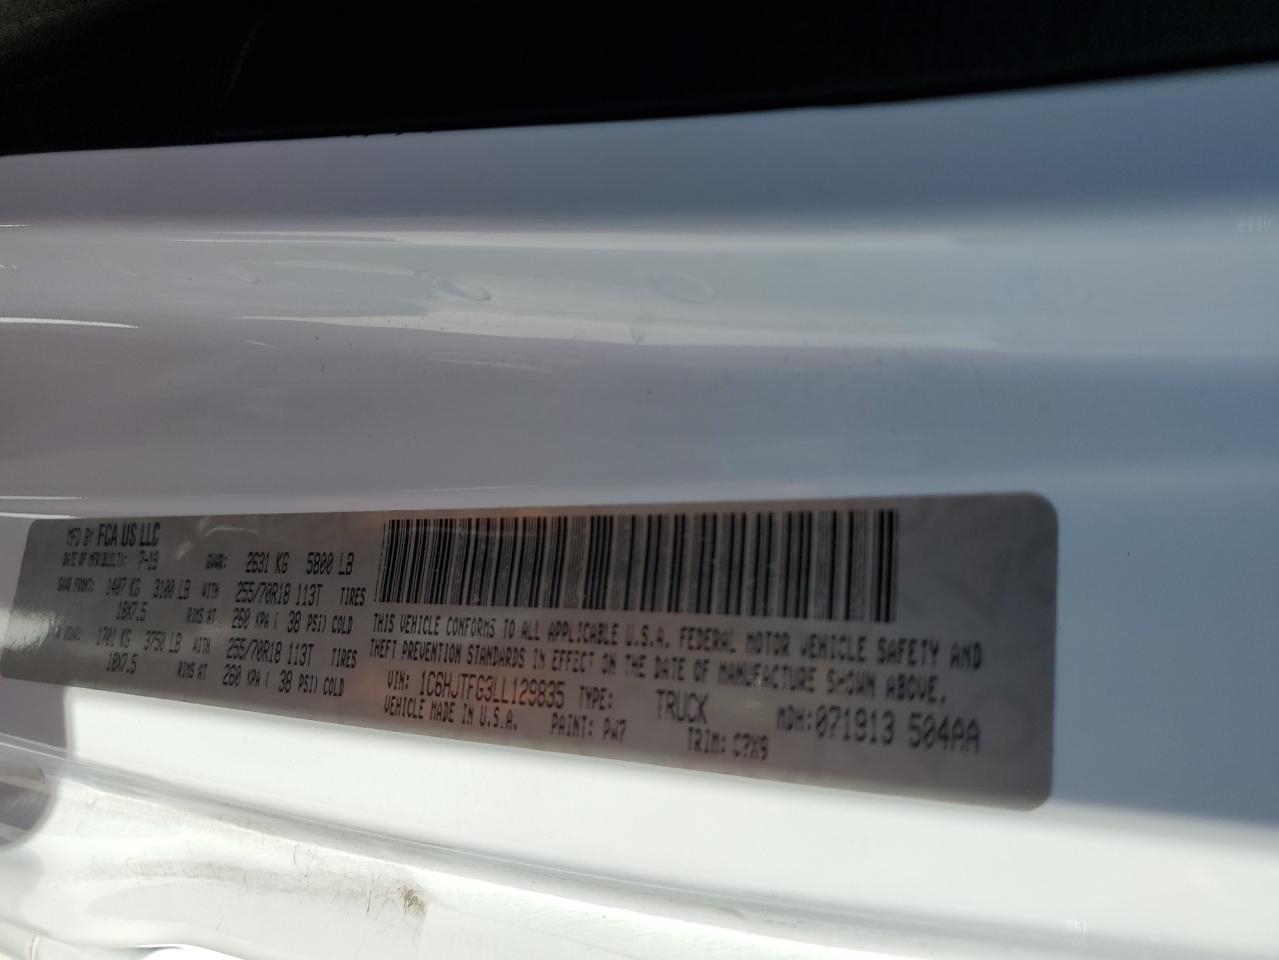 MFD BY FCA US LLC
DATE OF MFR(BUILT): 7-19 GVWR: 2631 KG 5800 LB
GAWR FRONT: 1407 KG 3100 LB WITH 255/70R18 113T TIRES
18X7.5 RIMS AT 260 KPA ( 38 PSI) COLD
GAWR REAR: 1701 KG 3750 LB WITH 255/70R18 113T TIRES
18X7.5 RIMS AT 260 KPA ( 38 PSI) COLD
THIS VEHICLE CONFORMS TO ALL APPLICABLE U.S.A. FEDERAL MOTOR VEHICLE SAFETY AND
THEFT PREVENTION STANDARDS IN EFFECT ON THE DATE OF MANUFACTURE SHOWN ABOVE.
VIN: 1C6HJTFG3LL129835 TYPE: TRUCK MDH:071913 504AA
VEHICLE MADE IN U.S.A. PAINT: PW7 TRIM: